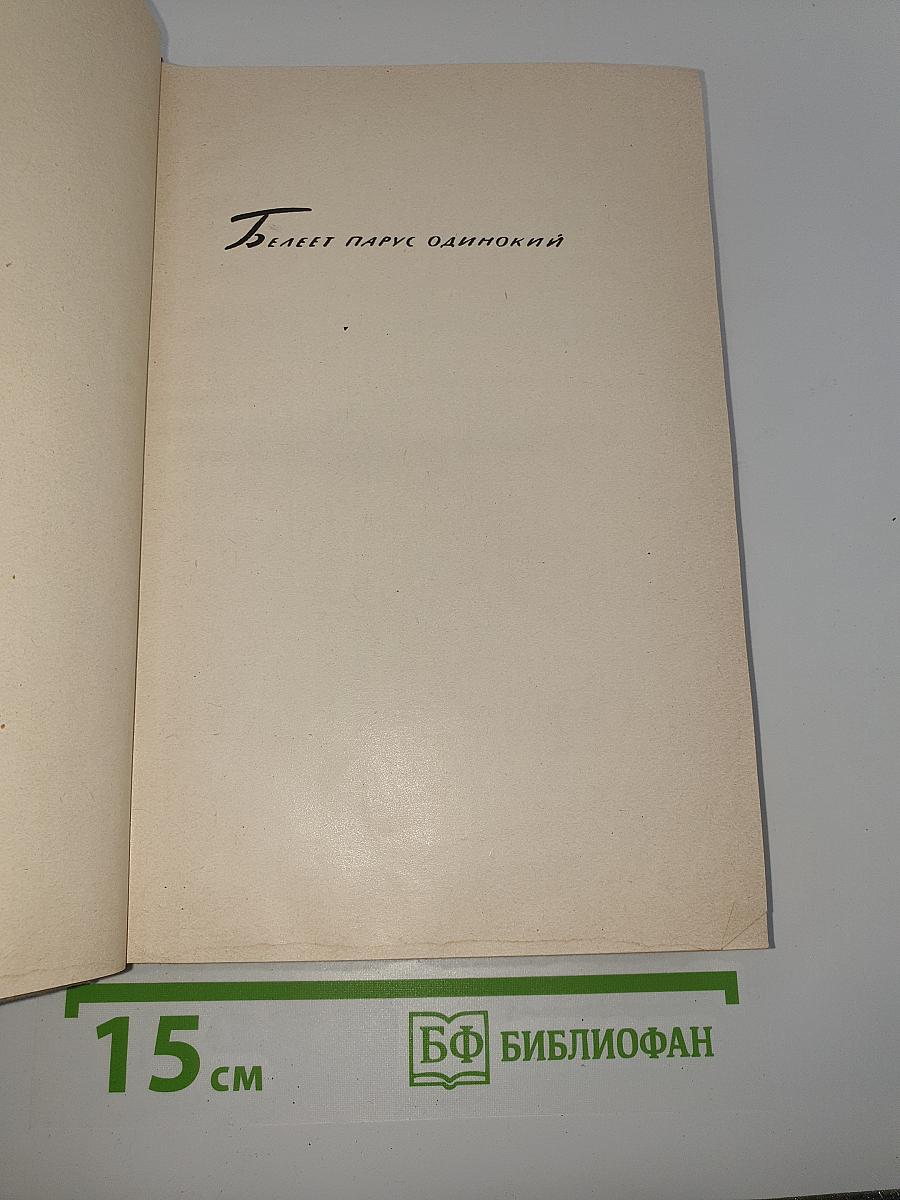 Белеет парус одинокий
15 см
БФ БИБЛИОФАН